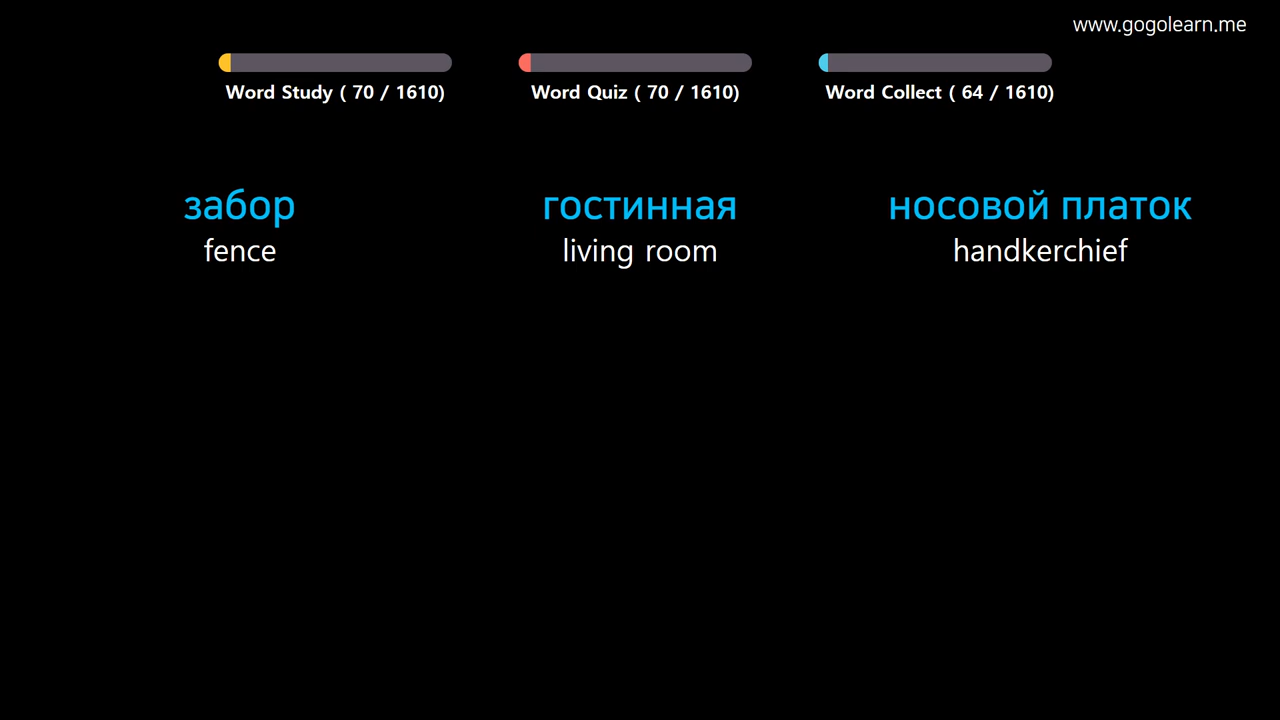 www.gogolearn.me
Word Study ( 70 / 1610)
Word Quiz ( 70 / 1610)
Word Collect ( 64 / 1610)
забор
fence
гостинная
living room
носовой платок
handkerchief